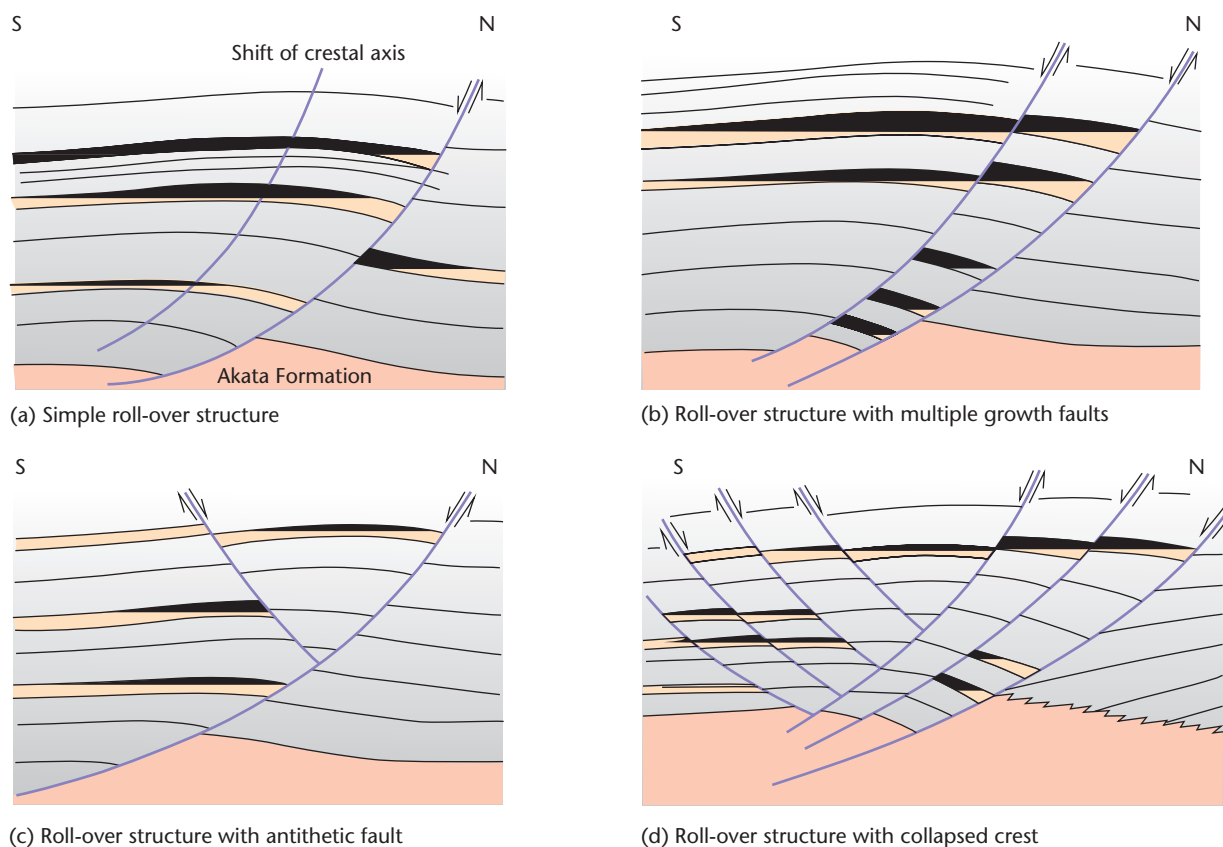 S N
Shift of crestal axis
Akata Formation
(a) Simple roll-over structure
S N
(b) Roll-over structure with multiple growth faults
S N
(c) Roll-over structure with antithetic fault
S N
(d) Roll-over structure with collapsed crest